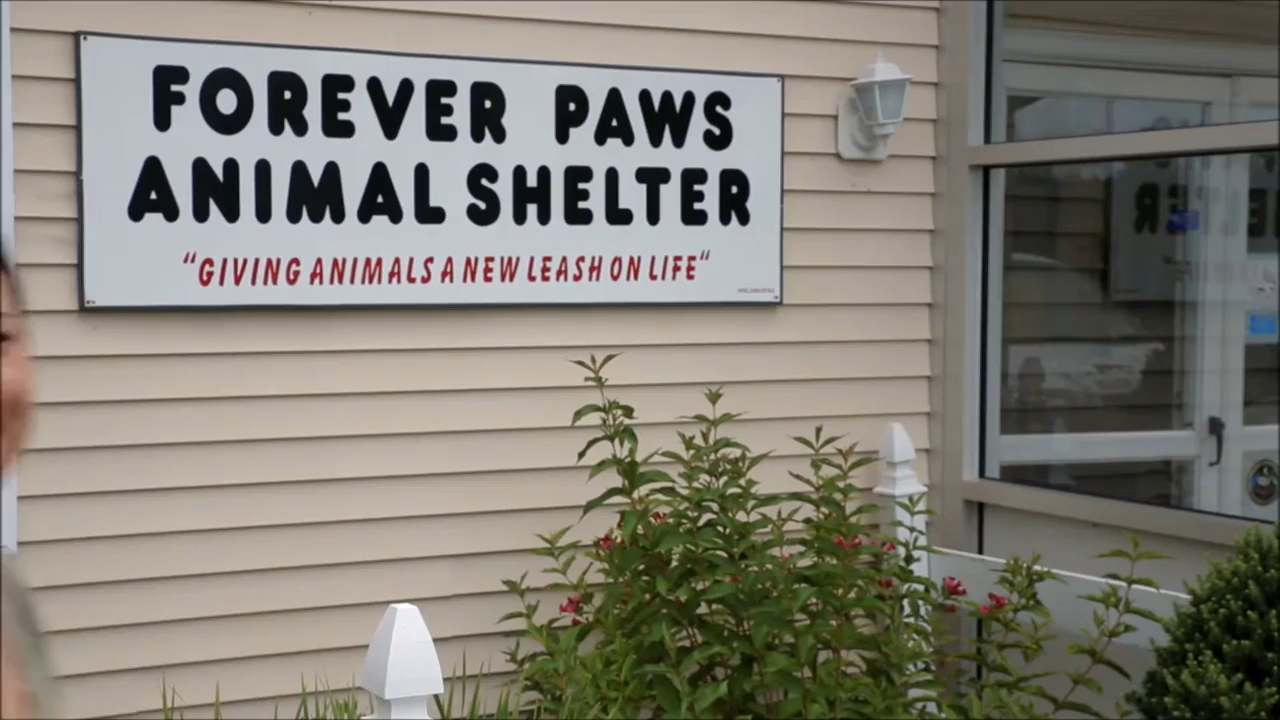 FOREVER PAWS
ANIMAL SHELTER
"GIVING ANIMALS A NEW LEASH ON LIFE"